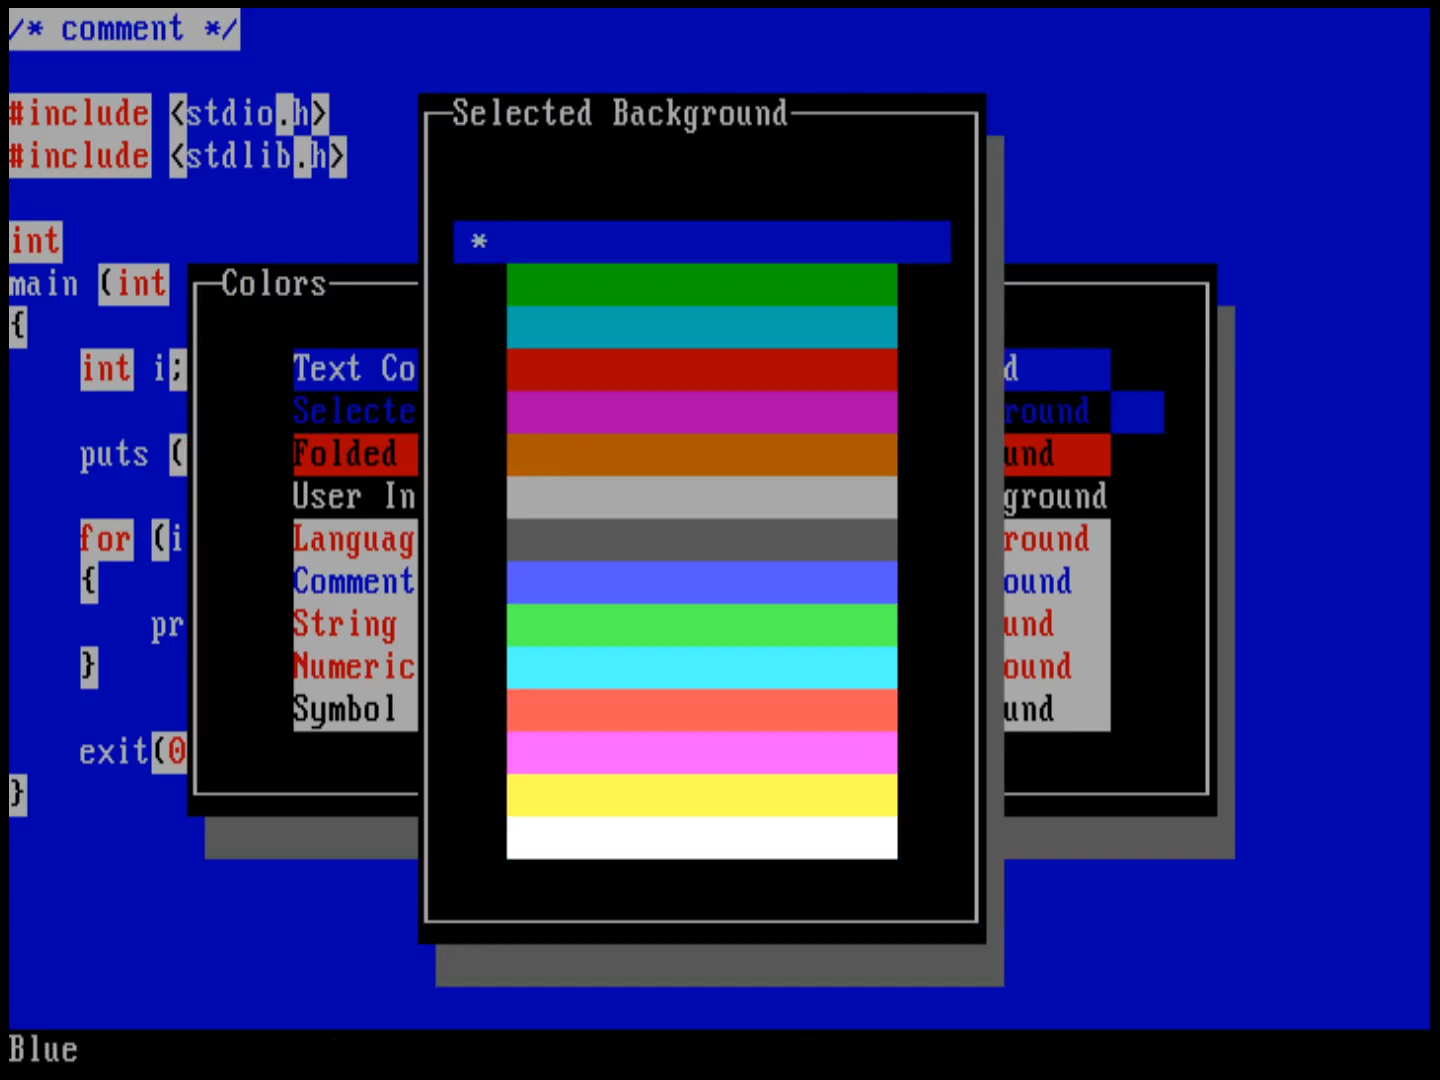 /* comment */
#include <stdio.h>
#include <stdlib.h>
int
main (int
{
int i;
puts (
for (i
{
pr
}
exit(0
}
Colors
Text Co
Selecte
Folded
User In
Languag
Comment
String
Numeric
Symbol
Selected Background
*
d
round
und
ground
round
ound
und
ound
und
Blue